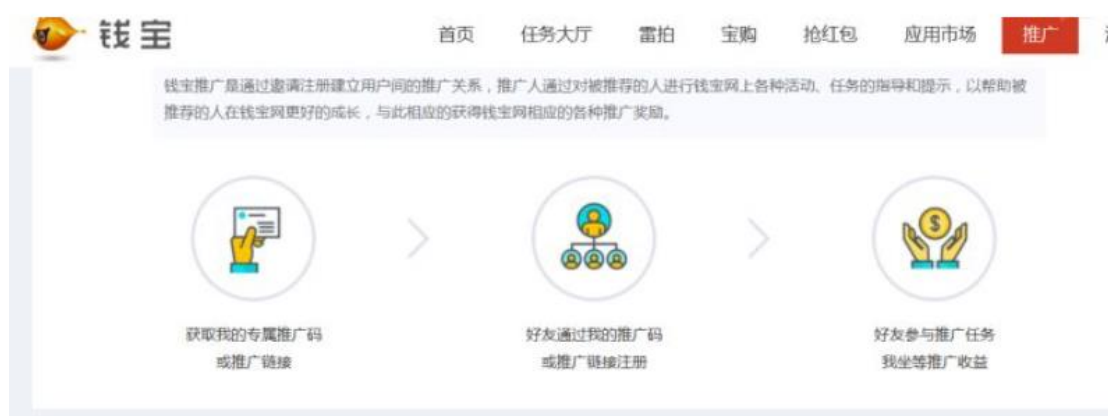 钱宝
首页 任务大厅 雷拍 宝购 抢红包 应用市场 推广
钱宝推广是通过邀请注册建立用户间的推广关系，推广人通过对被推荐的人进行钱宝网上各种活动、任务的指导和提示，以帮助被
推荐的人在钱宝网更好的成长，与此相应的获得钱宝网相应的各种推广奖励。
获取我的专属推广码
或推广链接
好友通过我的推广码
或推广链接注册
好友参与推广任务
我坐等推广收益